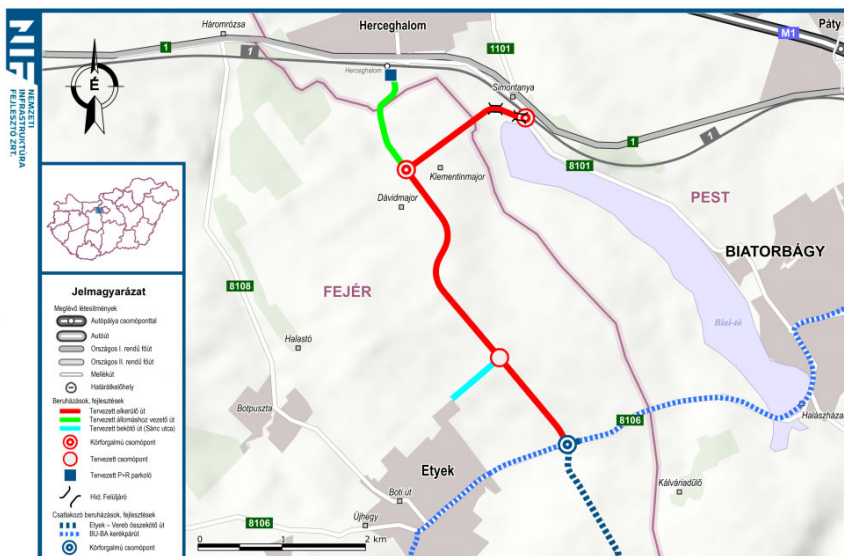 NIF
NEMZETI
INFRASTRUKTÚRA
FEJLESZTŐ ZRT.
É
Háromrózsa
Herceghalom
Páty
1
1
1101
M1
Herceghalom
Simontanya
8101
1
1
Klementinmajor
Dávidmajor
PEST
BIATORBÁGY
FEJÉR
8108
Halastó
Biai-tó
Botpuszta
8106
Halászháza
Etyek
Kálváriadűlő
Boti út
Újhegy
8106
0 1 2 km
Jelmagyarázat
Meglévő létesítmények
Autópálya csomóponttal
Autóút
Országos I. rendű főút
Országos II. rendű főút
Mellékút
Határátkelőhely
Beruházások, fejlesztések
Tervezett elkerülő út
Tervezett állomáshoz vezető út
Tervezett bekötő út (Sánc utca)
Körforgalmú csomópont
Tervezett csomópont
Tervezett P+R parkoló
Híd, Felüljáró
Csatlakozó beruházások, fejlesztések
Etyek – Vereb összekötő út
BU-BA kerékpárút
Körforgalmú csomópont